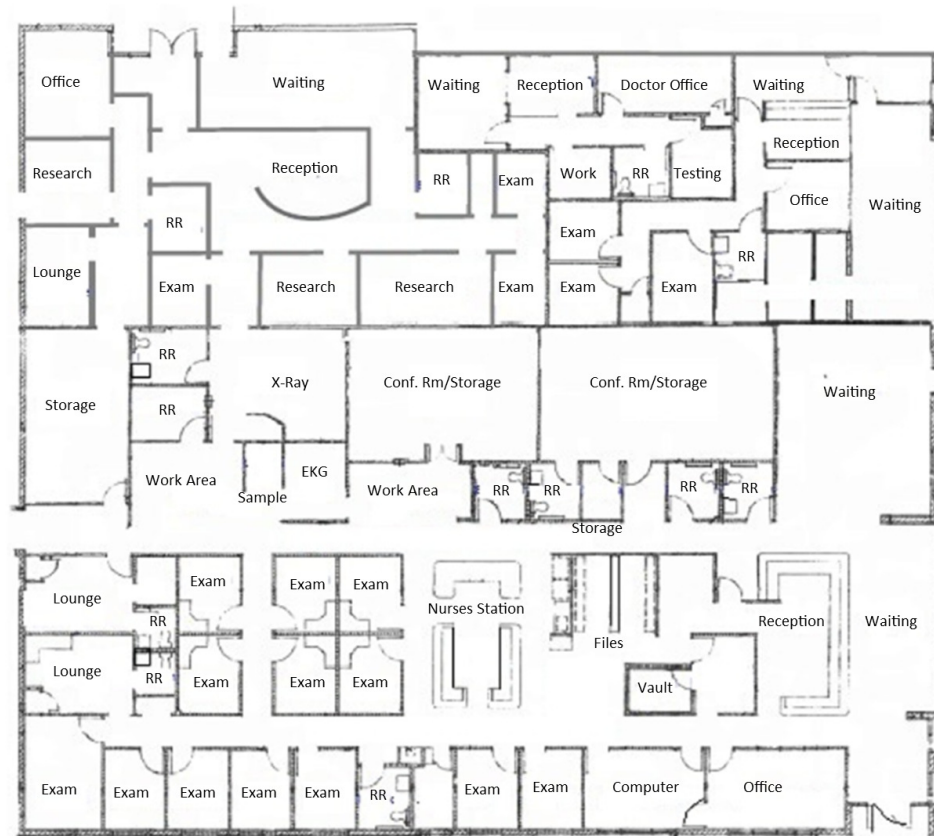 Office
Waiting
Waiting
Reception
Doctor Office
Waiting
Reception
Research
Reception
RR
Exam
Work
RR
Testing
Office
Waiting
RR
Exam
Lounge
Exam
Research
Research
Exam
Exam
Exam
RR
RR
X-Ray
Conf. Rm/Storage
Conf. Rm/Storage
Waiting
Storage
RR
Work Area
Sample
EKG
Work Area
RR
RR
RR
RR
Storage
Lounge
Exam
Exam
Exam
Nurses Station
RR
Files
Reception
Waiting
Lounge
RR
Exam
Exam
Exam
Vault
Exam
Exam
Exam
Exam
Exam
RR
Exam
Exam
Computer
Office